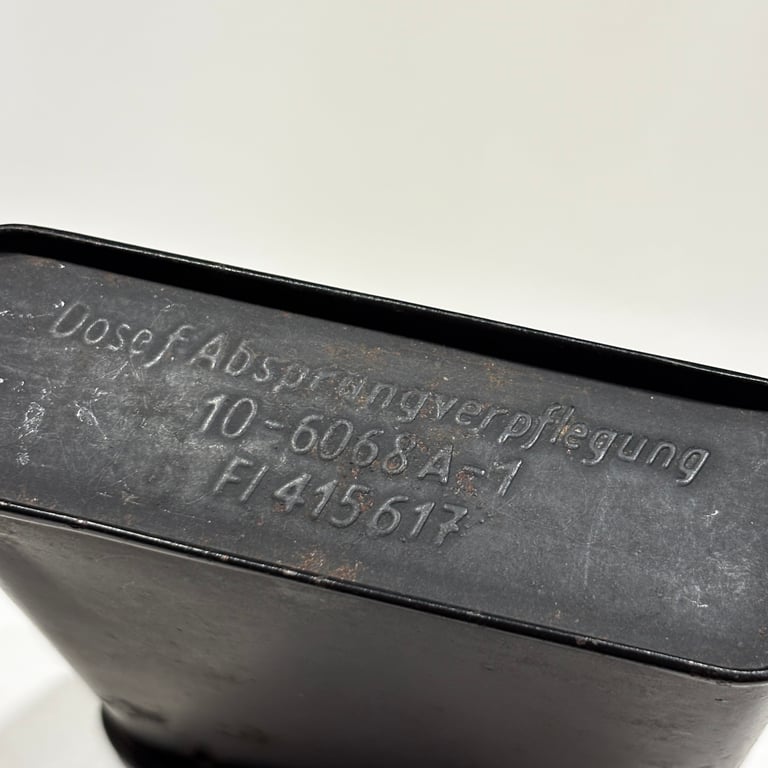 Dose f. Absprungverpflegung
10-6068 A-1
Fl 415617